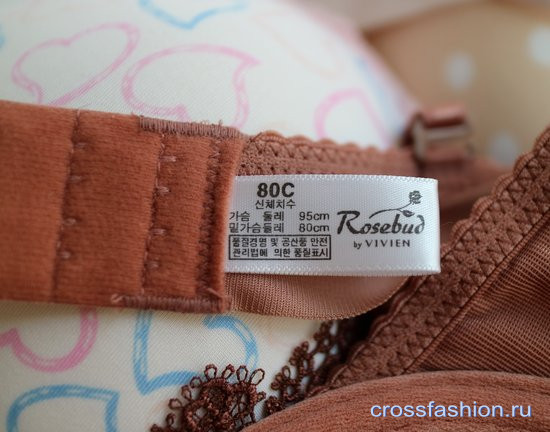 80C
신체치수
가슴 둘레 95cm
밑가슴둘레 80cm
품질경영 및 공산품 안전
관리법에 의한 품질표시
Rosebud
by VIVIEN
crossfashion.ru